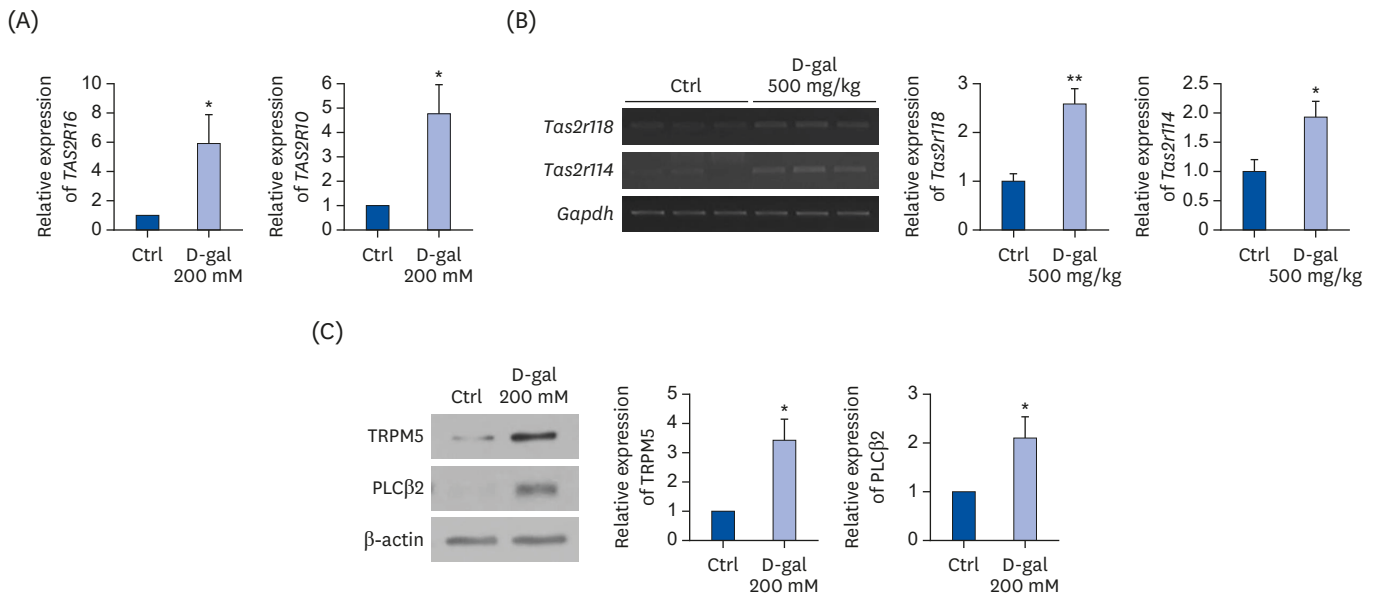 (A)
Relative expression
of TAS2R16
10
8
6
4
2
0
*
Ctrl
D-gal
200 mM
Relative expression
of TAS2R10
6
5
4
3
2
1
0
*
Ctrl
D-gal
200 mM
(B)
Ctrl
D-gal
500 mg/kg
Tas2r118
Tas2r114
Gapdh
Relative expression
of Tas2r118
3
2
1
0
**
Ctrl
D-gal
500 mg/kg
Relative expression
of Tas2r114
2.5
2.0
1.5
1.0
0.5
0
*
Ctrl
D-gal
500 mg/kg
(C)
Ctrl
D-gal
200 mM
TRPM5
PLCβ2
β-actin
Relative expression
of TRPM5
5
4
3
2
1
0
*
Ctrl
D-gal
200 mM
Relative expression
of PLCβ2
3
2
1
0
*
Ctrl
D-gal
200 mM